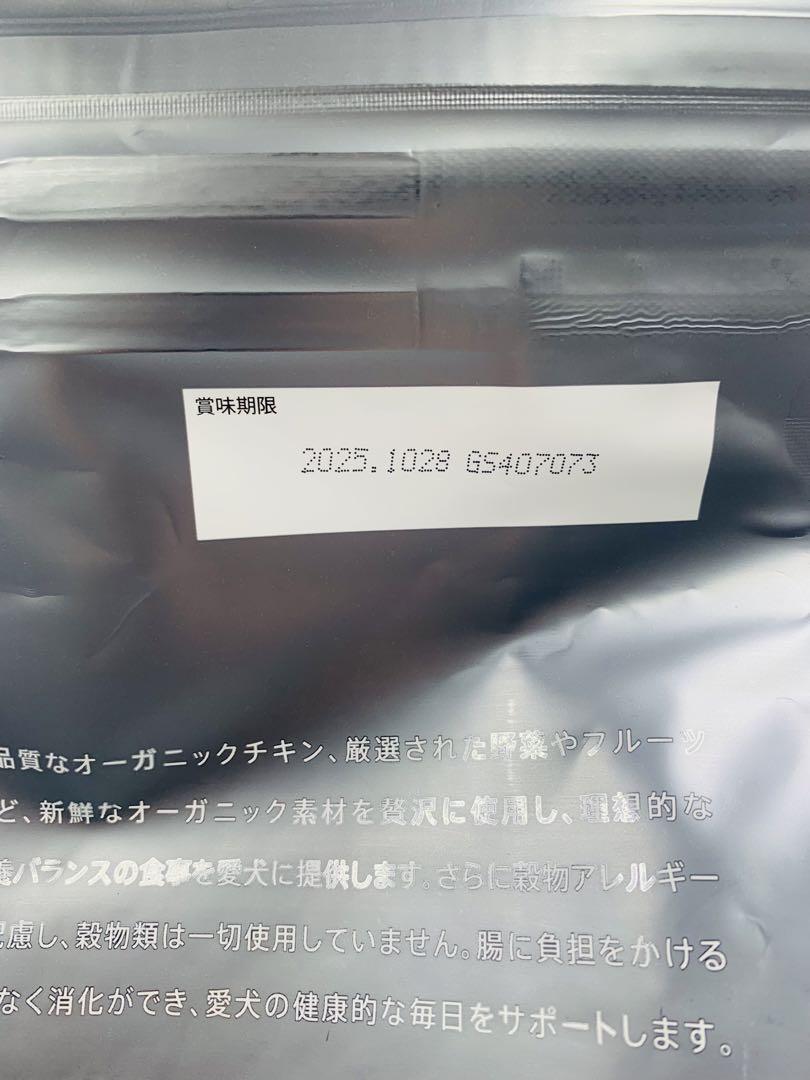 賞味期限
2025.1028 GS407073
品質なオーガニックチキン、厳選された野菜やフルーツ
ど、新鮮なオーガニック素材を贅沢に使用し、理想的な
養バランスの食事を愛犬に提供します。さらに穀物アレルギー
配慮し、穀物類は一切使用していません。腸に負担をかける
なく消化ができ、愛犬の健康的な毎日をサポートします。